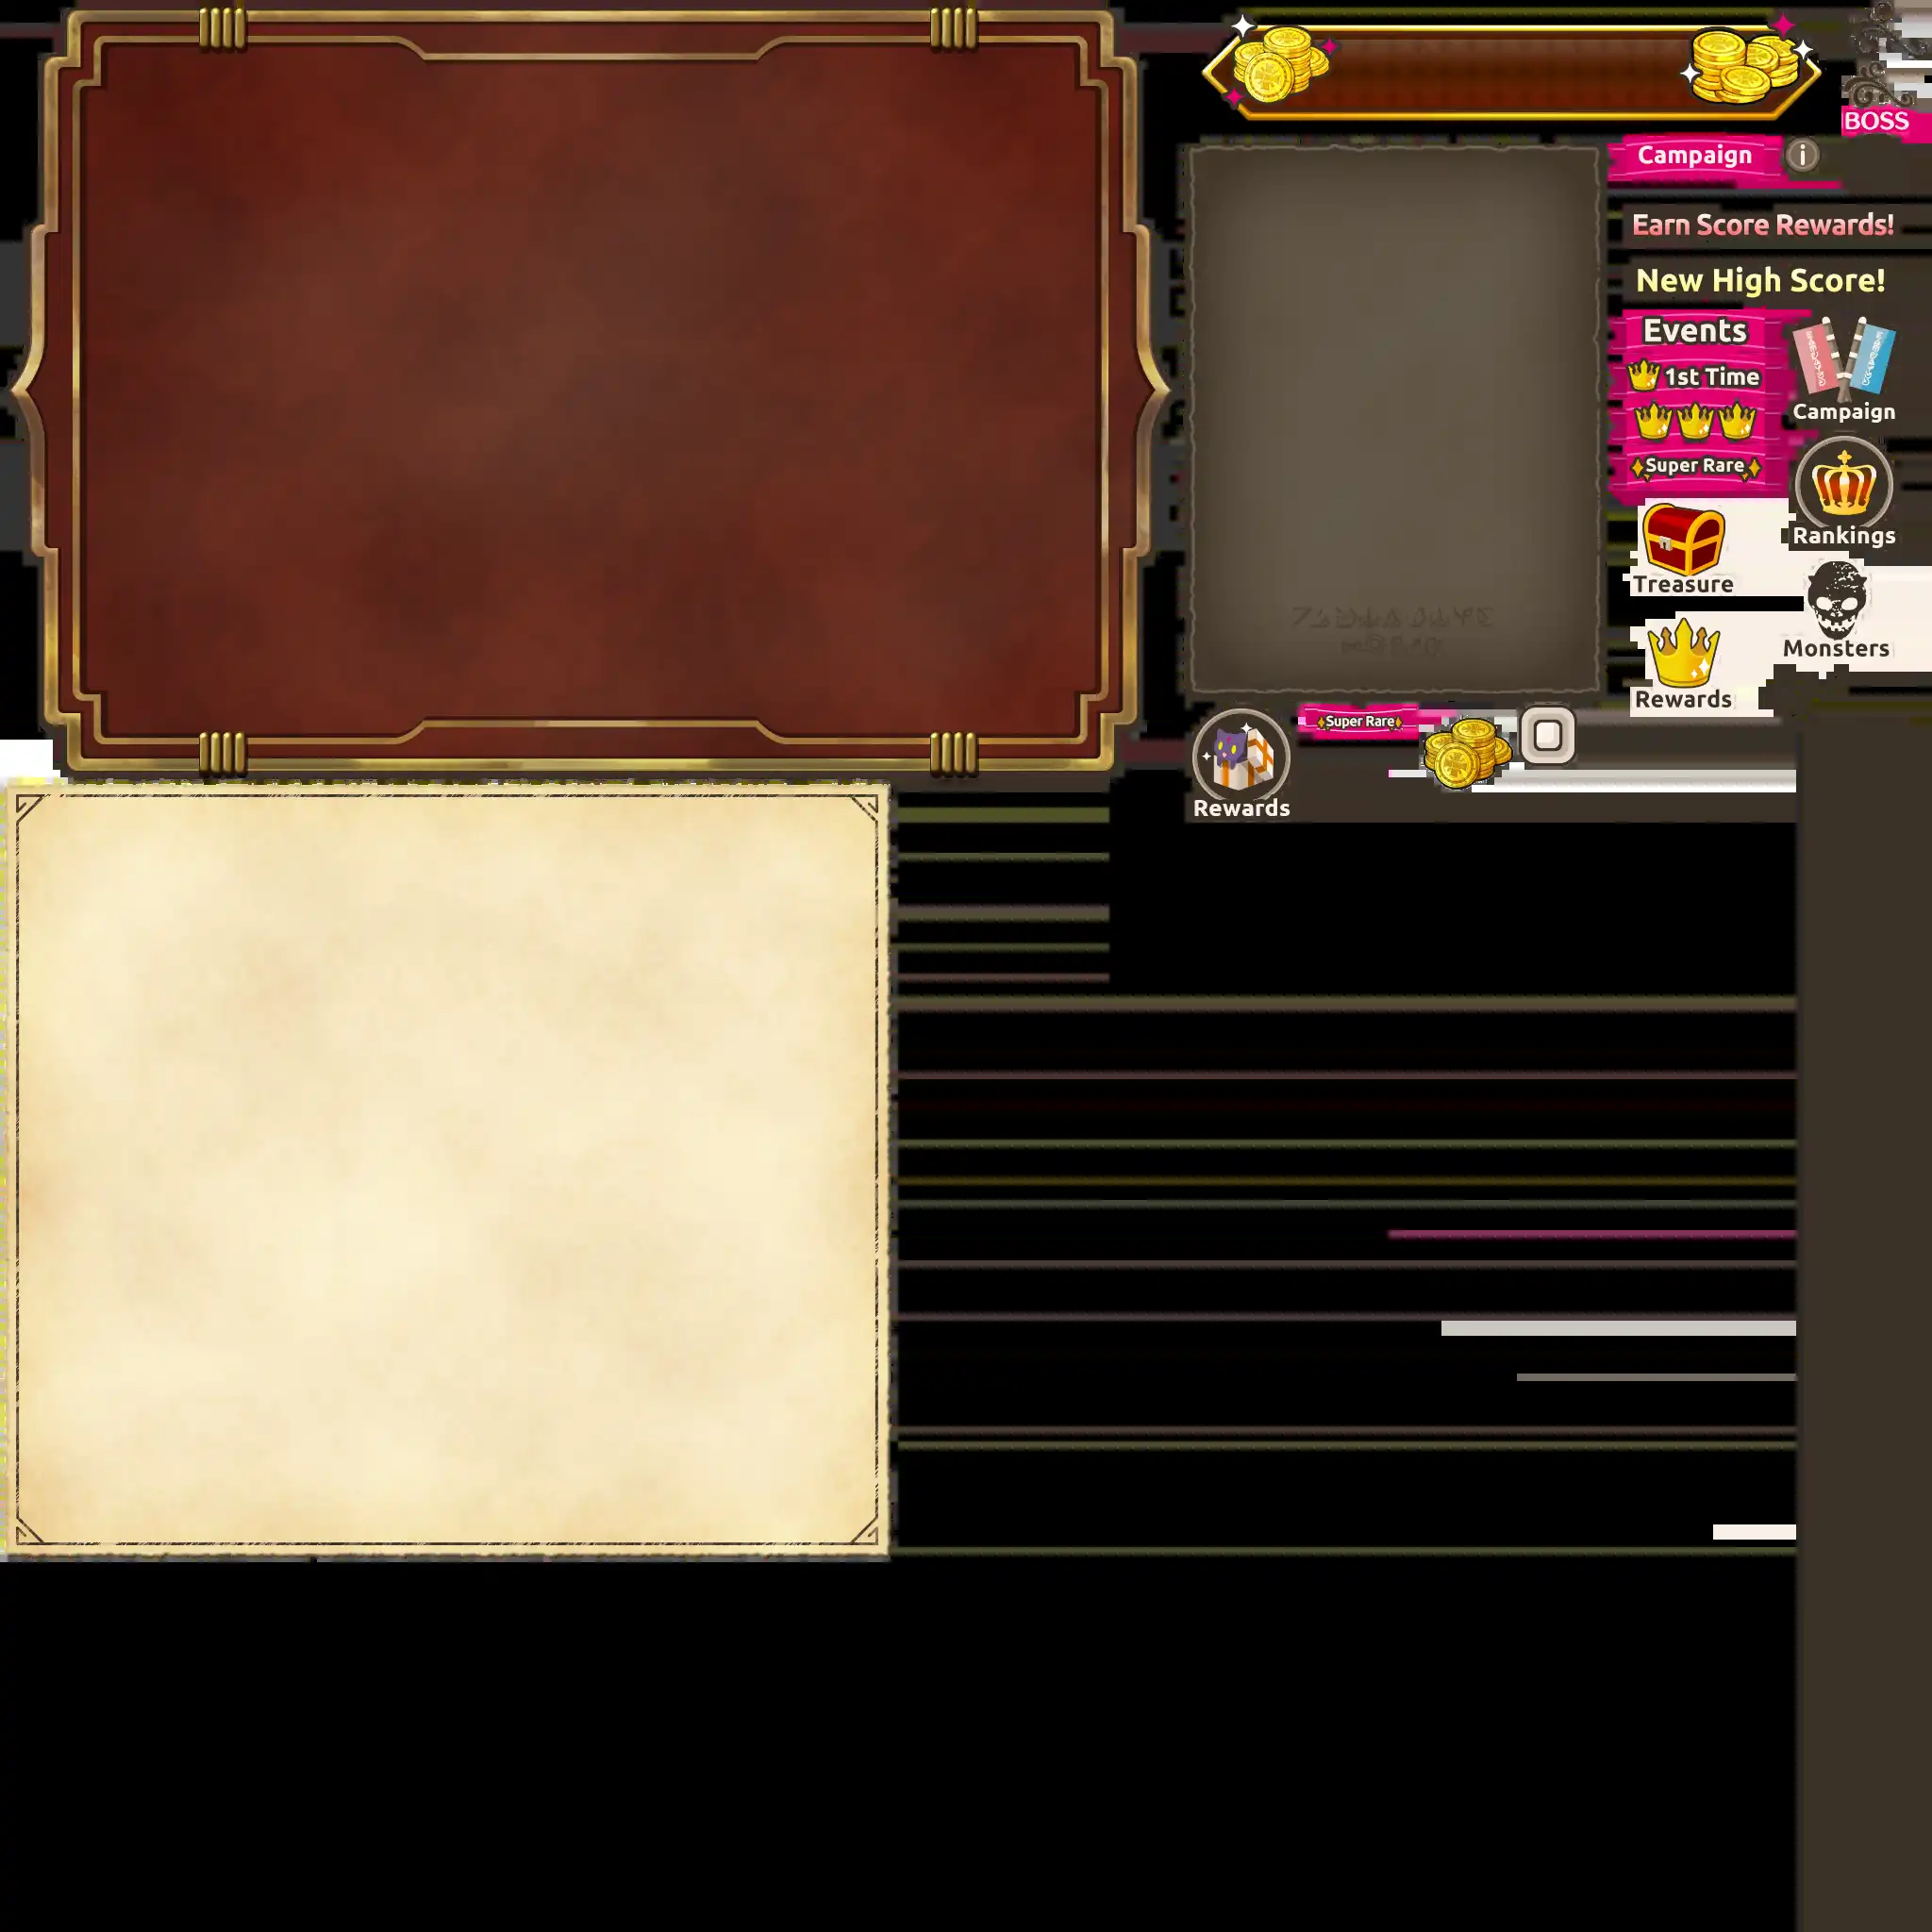 BOSS
Campaign
Earn Score Rewards!
New High Score!
Events
1st Time
Campaign
Super Rare
Rankings
Treasure
Monsters
Rewards
Super Rare
Rewards